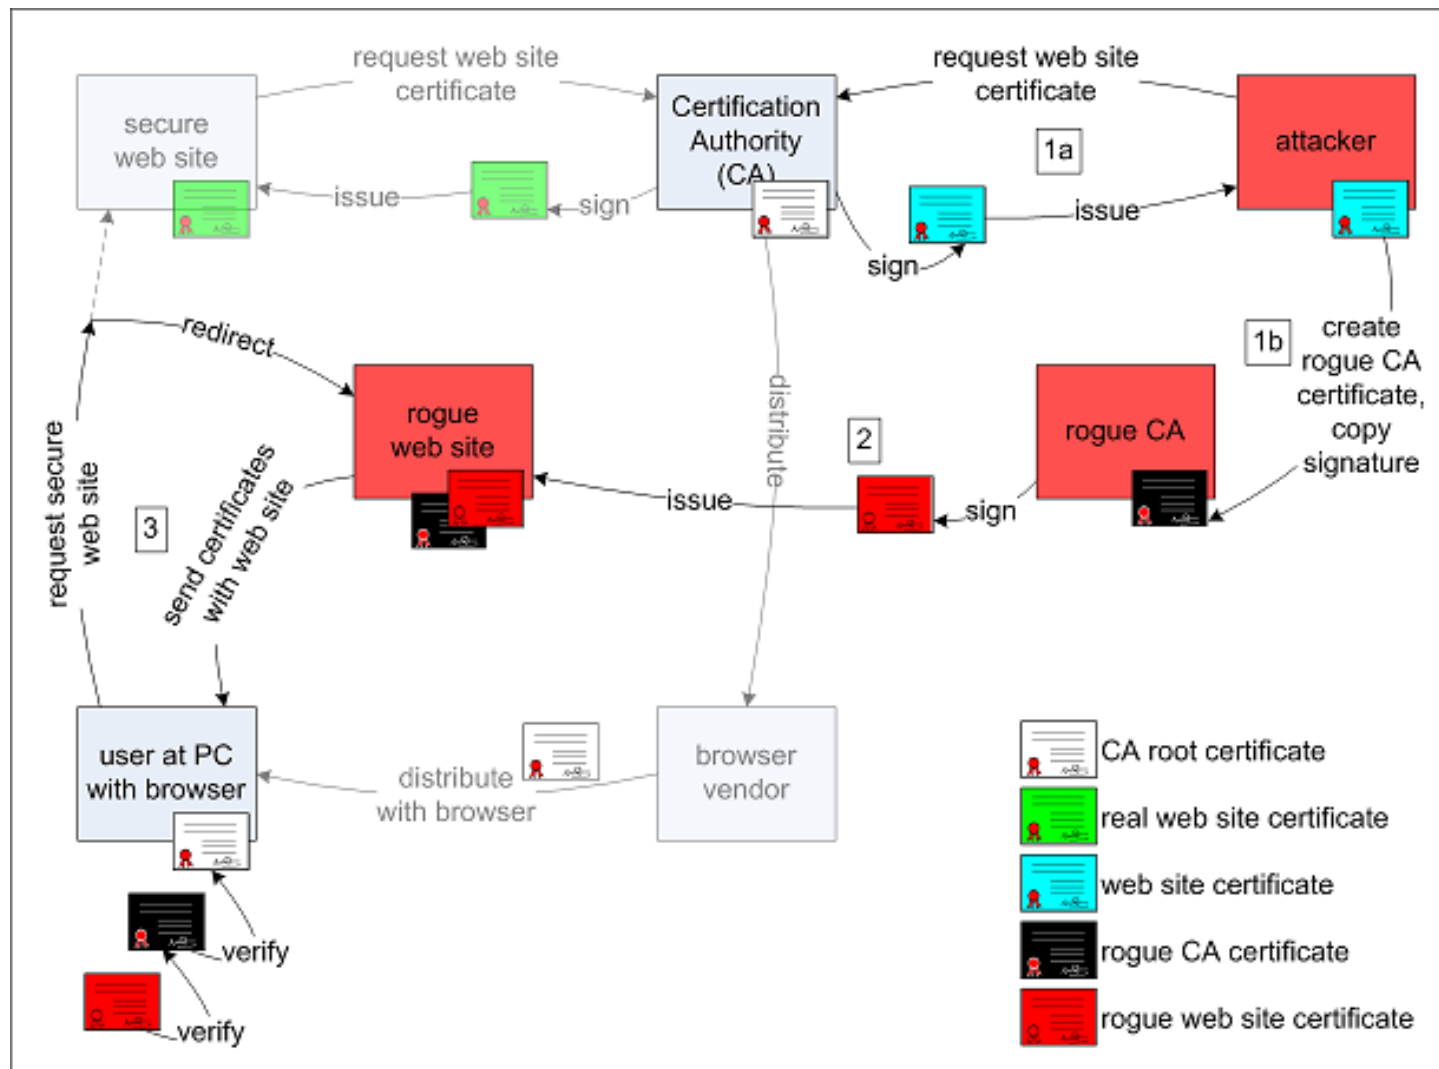 request web site
certificate
request web site
certificate
secure
web site
Certification
Authority
(CA)
attacker
1a
issue
sign
issue
sign
redirect
create
rogue CA
certificate,
copy
signature
1b
rogue
web site
distribute
2
rogue CA
issue
sign
request secure
web site
3
send certificates
with web site
user at PC
with browser
distribute
with browser
browser
vendor
CA root certificate
real web site certificate
web site certificate
rogue CA certificate
rogue web site certificate
verify
verify